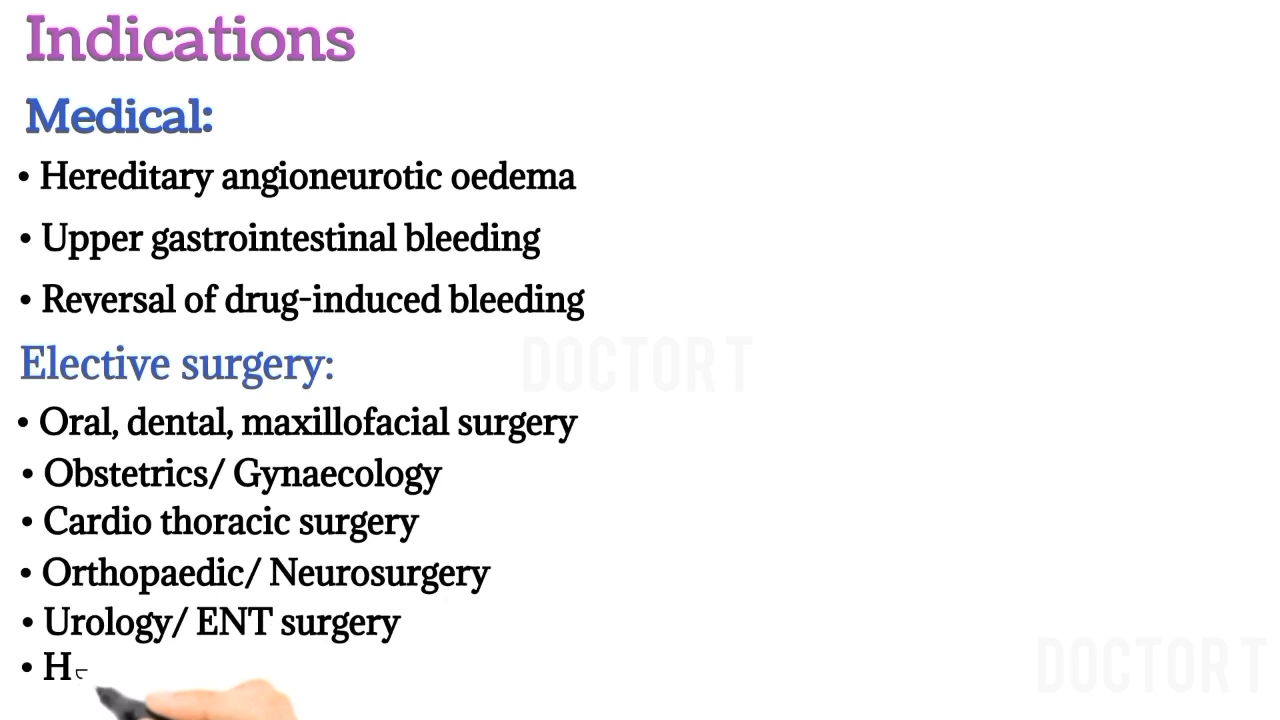 Indications
Medical:
• Hereditary angioneurotic oedema
• Upper gastrointestinal bleeding
• Reversal of drug-induced bleeding
Elective surgery:
DOCTOR T
• Oral, dental, maxillofacial surgery
• Obstetrics/ Gynaecology
• Cardio thoracic surgery
• Orthopaedic/ Neurosurgery
• Urology/ ENT surgery
• H
DOCTOR T